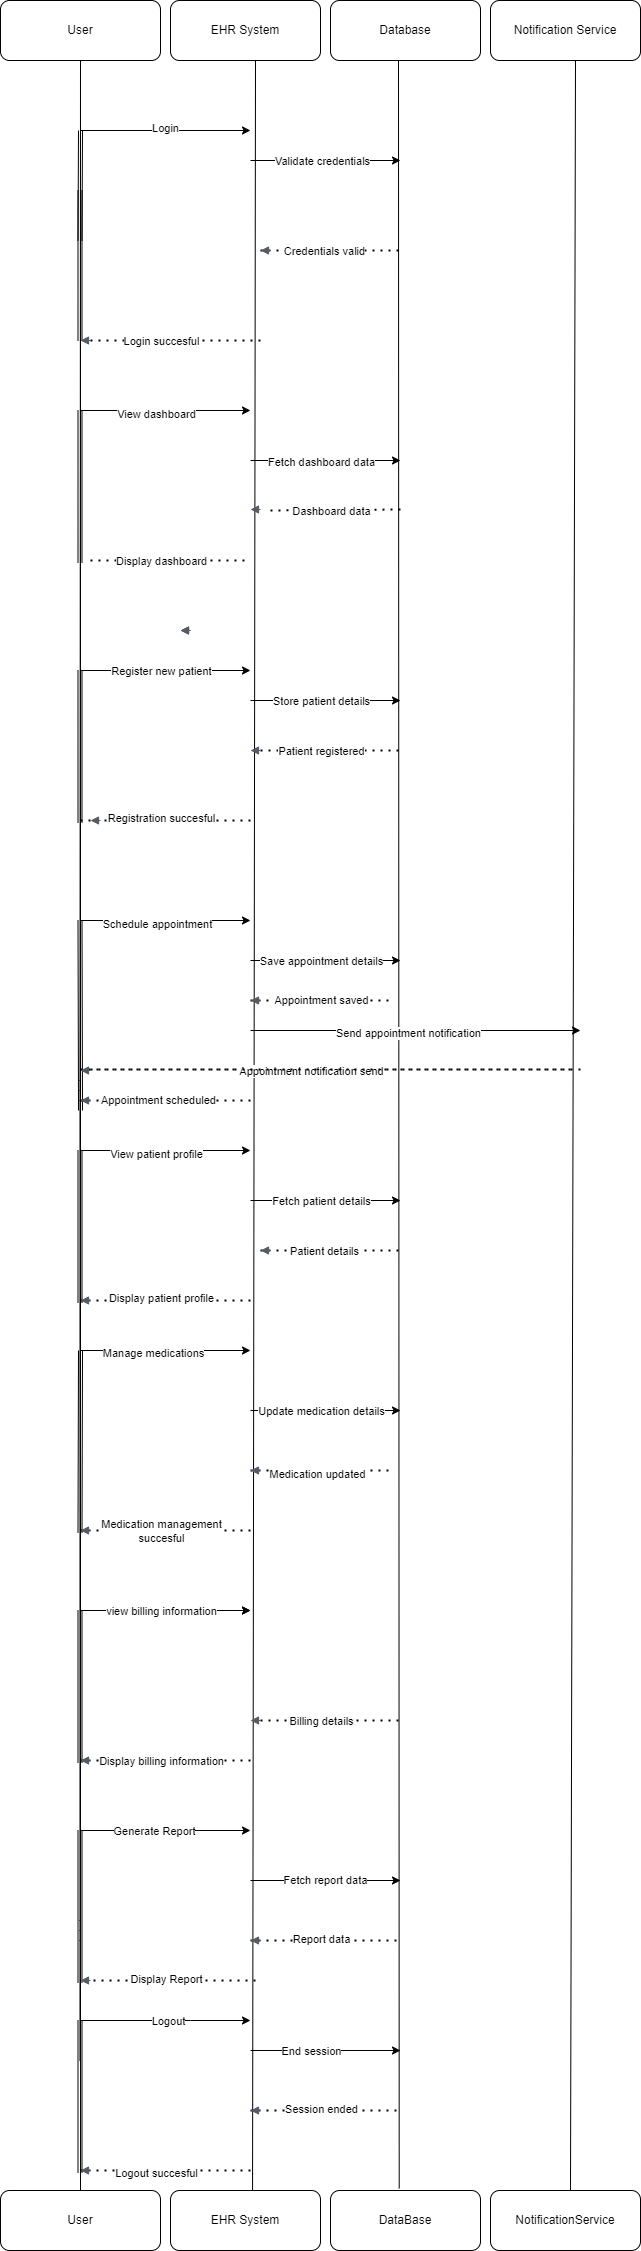 User
EHR System
Database
Notification Service
Login
Validate credentials
Credentials valid
Login succesful
View dashboard
Fetch dashboard data
Dashboard data
Display dashboard
Register new patient
Store patient details
Patient registered
Registration succesful
Schedule appointment
Save appointment details
Appointment saved
Send appointment notification
Appointment notification send
Appointment scheduled
View patient profile
Fetch patient details
Patient details
Display patient profile
Manage medications
Update medication details
Medication updated
Medication management
succesful
view billing information
Billing details
Display billing information
Generate Report
Fetch report data
Report data
Display Report
Logout
End session
Session ended
Logout succesful
User
EHR System
DataBase
NotificationService